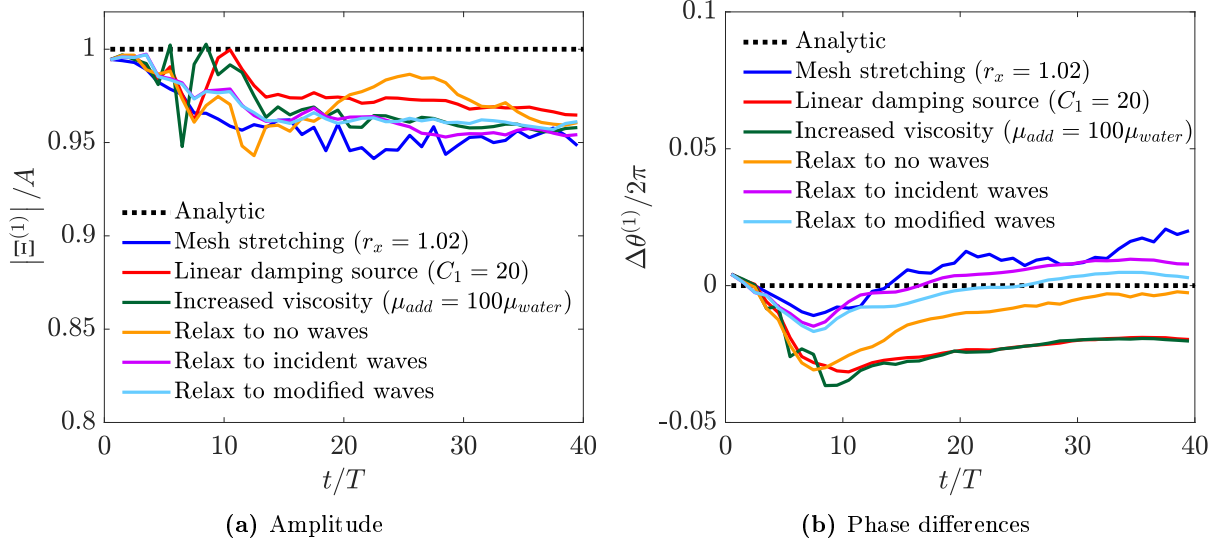 1
0.95
0.9
0.85
0.8
|Ξ^(1)| /A
Analytic
Mesh stretching (r_x = 1.02)
Linear damping source (C_1 = 20)
Increased viscosity (μ_add = 100μ_water)
Relax to no waves
Relax to incident waves
Relax to modified waves
0 10 20 30 40
t/T
(a) Amplitude
0.1
0.05
0
-0.05
Δθ^(1)/2π
Analytic
Mesh stretching (r_x = 1.02)
Linear damping source (C_1 = 20)
Increased viscosity (μ_add = 100μ_water)
Relax to no waves
Relax to incident waves
Relax to modified waves
0 10 20 30 40
t/T
(b) Phase differences